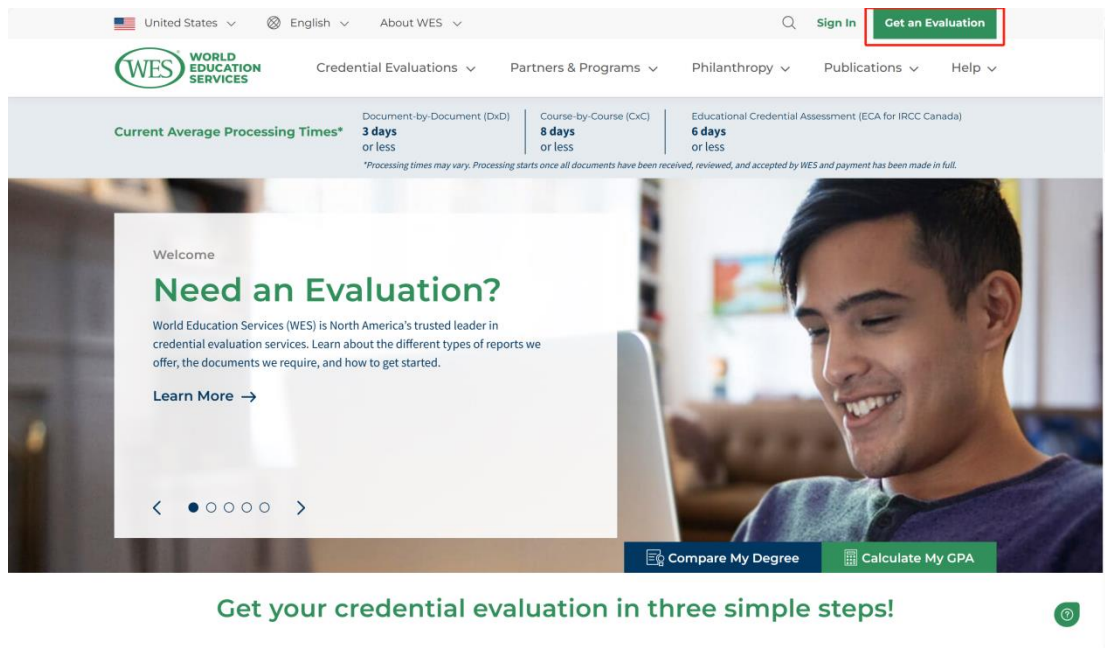 United States
English
About WES
Sign In
Get an Evaluation
WES
WORLD
EDUCATION
SERVICES
Credential Evaluations
Partners & Programs
Philanthropy
Publications
Help
Current Average Processing Times*
Document-by-Document (DxD)
3 days
or less
Course-by-Course (CxC)
8 days
or less
Educational Credential Assessment (ECA for IRCC Canada)
6 days
or less
*Processing times may vary. Processing starts once all documents have been received, reviewed, and accepted by WES and payment has been made in full.
Welcome
Need an Evaluation?
World Education Services (WES) is North America's trusted leader in
credential evaluation services. Learn about the different types of reports we
offer, the documents we require, and how to get started.
Learn More →
Compare My Degree
Calculate My GPA
Get your credential evaluation in three simple steps!